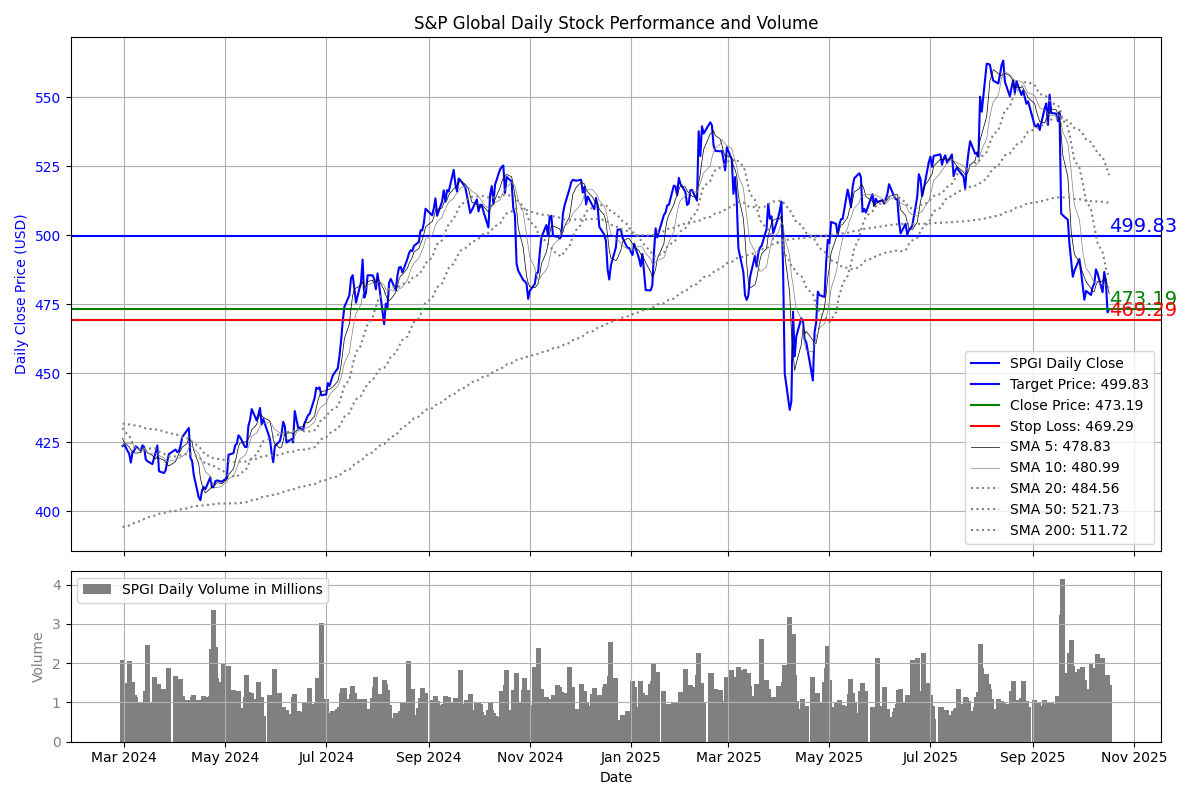 S&P Global Daily Stock Performance and Volume
Daily Close Price (USD)
550
525
500
475
450
425
400
499.83
473.19
469.29
SPGI Daily Close
Target Price: 499.83
Close Price: 473.19
Stop Loss: 469.29
SMA 5: 478.83
SMA 10: 480.99
SMA 20: 484.56
SMA 50: 521.73
SMA 200: 511.72
Volume
4
3
2
1
0
SPGI Daily Volume in Millions
Mar 2024 May 2024 Jul 2024 Sep 2024 Nov 2024 Jan 2025 Mar 2025 May 2025 Jul 2025 Sep 2025 Nov 2025
Date